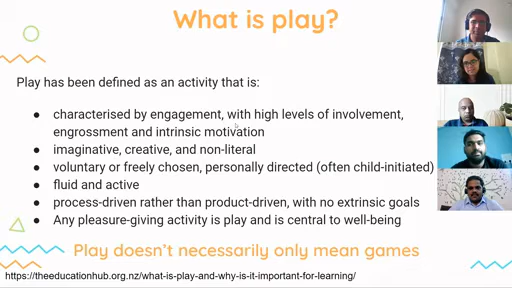 What is play?
Play has been defined as an activity that is:
● characterised by engagement, with high levels of involvement,
engrossment and intrinsic motivation
● imaginative, creative, and non-literal
● voluntary or freely chosen, personally directed (often child-initiated)
● fluid and active
● process-driven rather than product-driven, with no extrinsic goals
● Any pleasure-giving activity is play and is central to well-being
Play doesn't necessarily only mean games
https://theeducationhub.org.nz/what-is-play-and-why-is-it-important-for-learning/